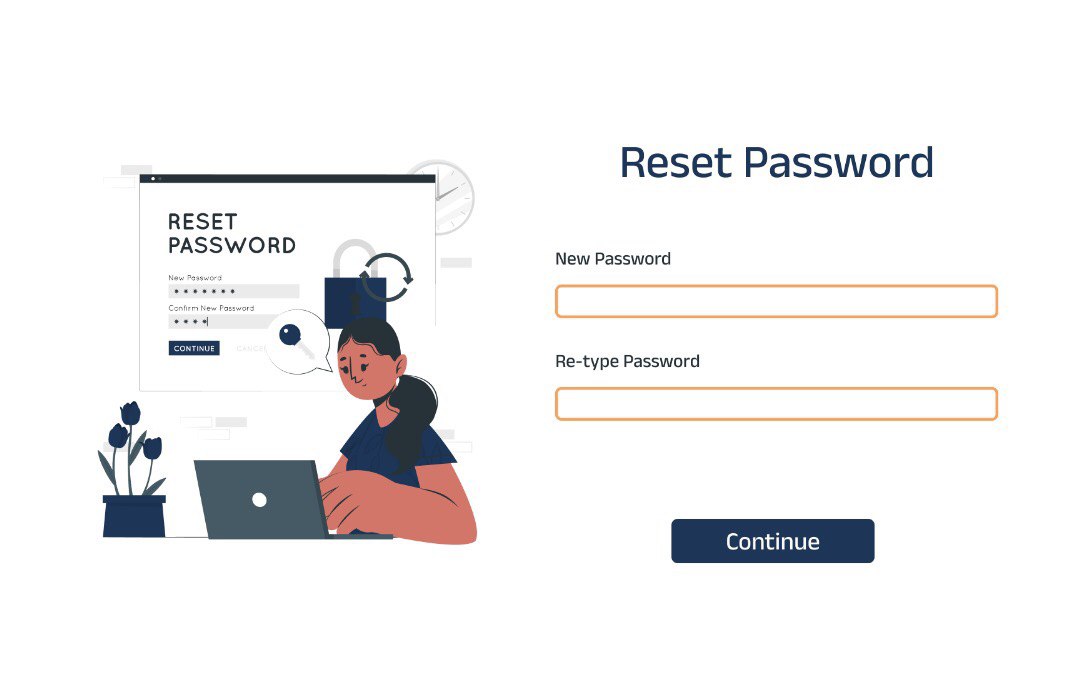 RESET
PASSWORD
New Password
*******
Confirm New Password
****
CONTINUE
CANCEL
Reset Password
New Password
Re-type Password
Continue